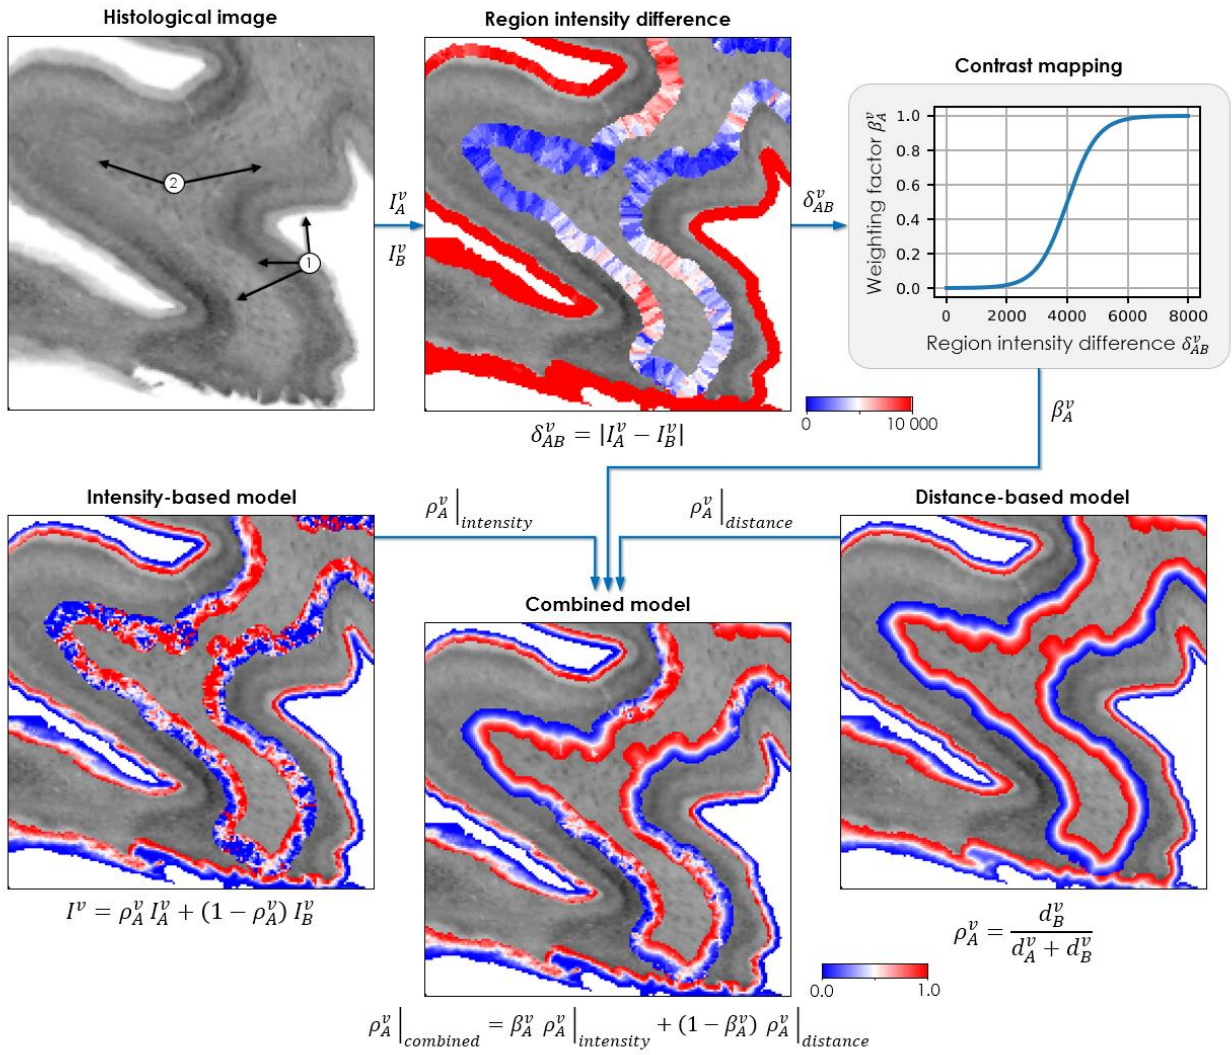 Histological image
Region intensity difference
Contrast mapping
2
1
I_A^v
I_B^v
δ_AB^v
Weighting factor β_A^v
1.0
0.8
0.6
0.4
0.2
0.0
0 2000 4000 6000 8000
Region intensity difference δ_AB^v
0 10 000
δ_AB^v = |I_A^v − I_B^v|
β_A^v
Intensity-based model
ρ_A^v|_intensity
ρ_A^v|_distance
Distance-based model
Combined model
I^v = ρ_A^v I_A^v + (1 − ρ_A^v) I_B^v
ρ_A^v = d_B^v / (d_A^v + d_B^v)
0.0 1.0
ρ_A^v|_combined = β_A^v ρ_A^v|_intensity + (1 − β_A^v) ρ_A^v|_distance